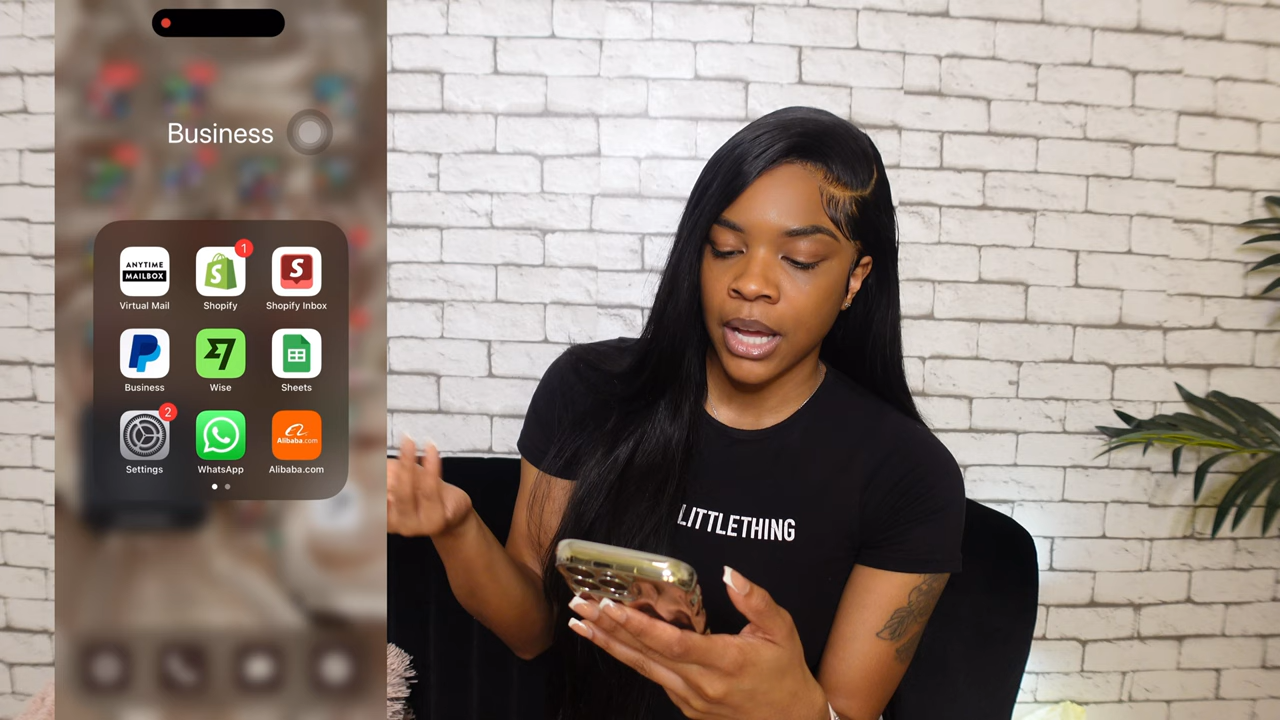 Business
1
ANYTIME
MAILBOX
S
S
Virtual Mail
Shopify
Shopify Inbox
Business
Wise
Sheets
2
Alibaba.com
Settings
WhatsApp
Alibaba.com
LITTLETHING